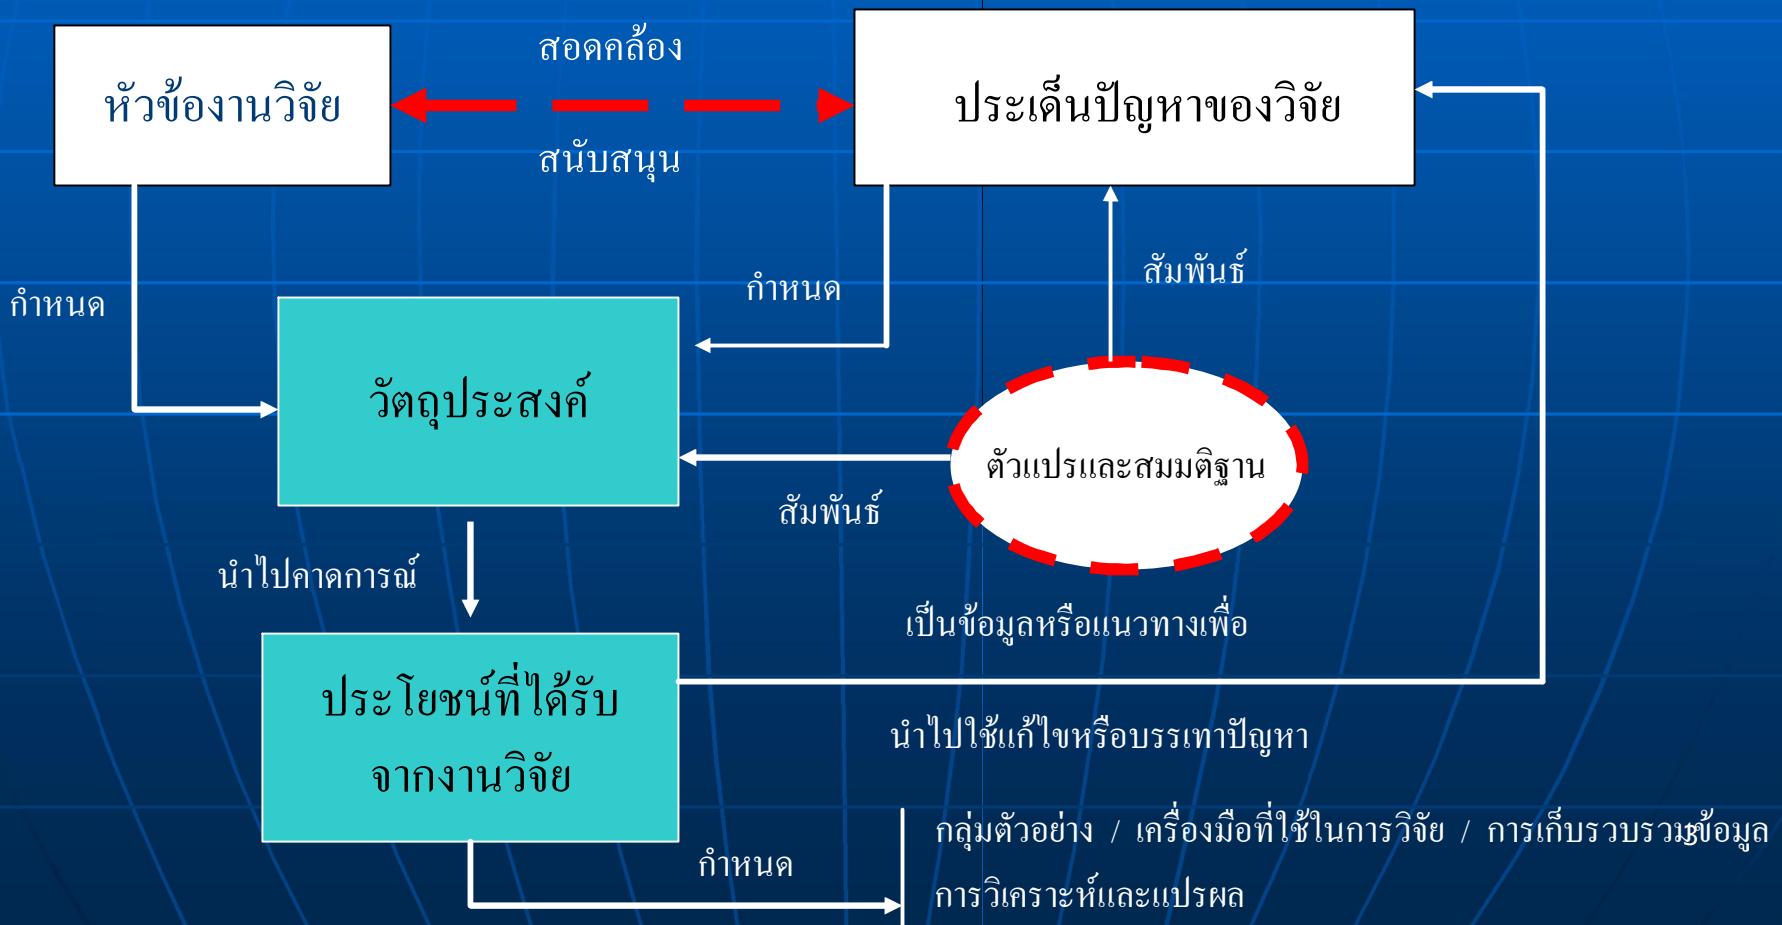 สอดคล้อง
หัวข้องานวิจัย
ประเด็นปัญหาของวิจัย
สนับสนุน
สัมพันธ์
กำหนด
กำหนด
วัตถุประสงค์
ตัวแปรและสมมติฐาน
สัมพันธ์
นำไปคาดการณ์
เป็นข้อมูลหรือแนวทางเพื่อ
ประโยชน์ที่ได้รับ
จากงานวิจัย
นำไปใช้แก้ไขหรือบรรเทาปัญหา
กลุ่มตัวอย่าง / เครื่องมือที่ใช้ในการวิจัย / การเก็บรวบรวมข้อมูล
3
กำหนด
การวิเคราะห์และแปรผล